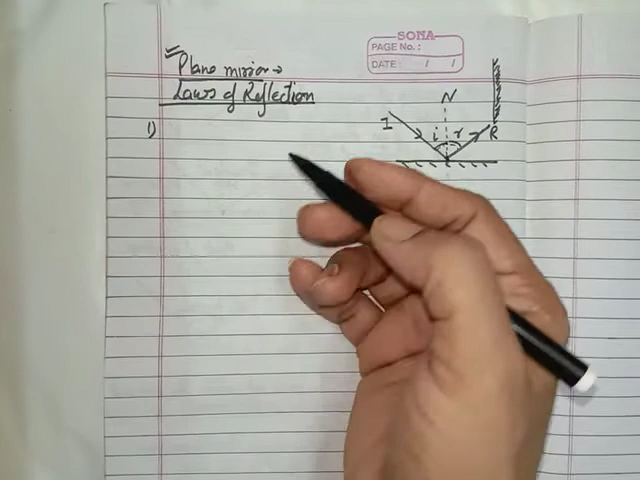 SONA
PAGE No.:
DATE: / /
Plane mirror→
Laws of Reflection
N
I
i r
R
1)